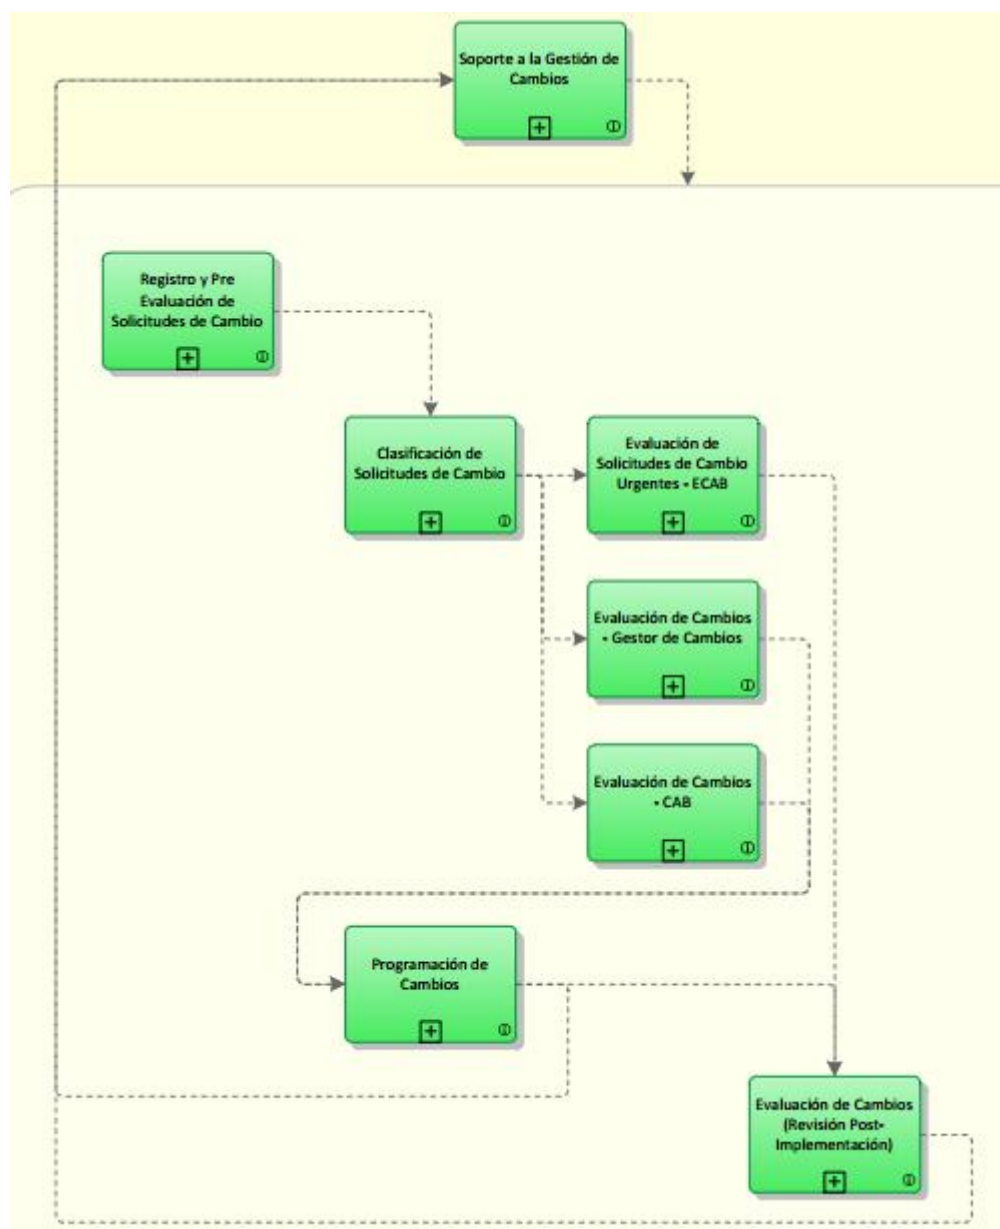 Soporte a la Gestión de
Cambios
Registro y Pre
Evaluación de
Solicitudes de Cambio
Clasificación de
Solicitudes de Cambio
Evaluación de
Solicitudes de Cambio
Urgentes - ECAB
Evaluación de Cambios
- Gestor de Cambios
Evaluación de Cambios
- CAB
Programación de
Cambios
Evaluación de Cambios
(Revisión Post-
Implementación)